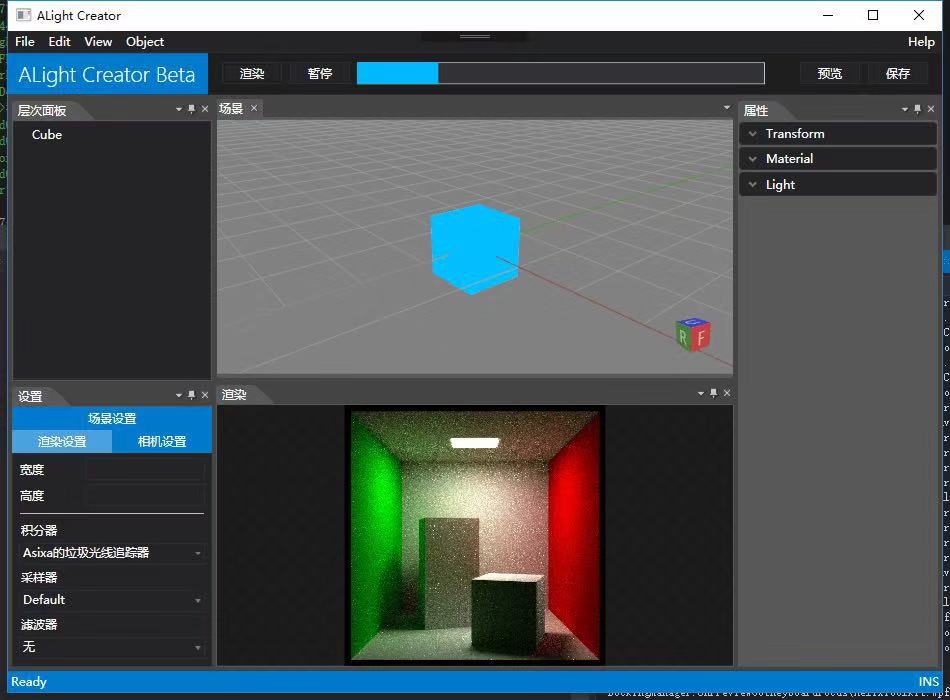 ALight Creator
File Edit View Object Help
ALight Creator Beta 渲染 暂停 预览 保存
层次面板
Cube
场景
R F
属性
Transform
Material
Light
设置
场景设置
渲染设置 相机设置
宽度
高度
积分器
Asixa的垃圾光线追踪器
采样器
Default
滤波器
无
渲染
Ready INS